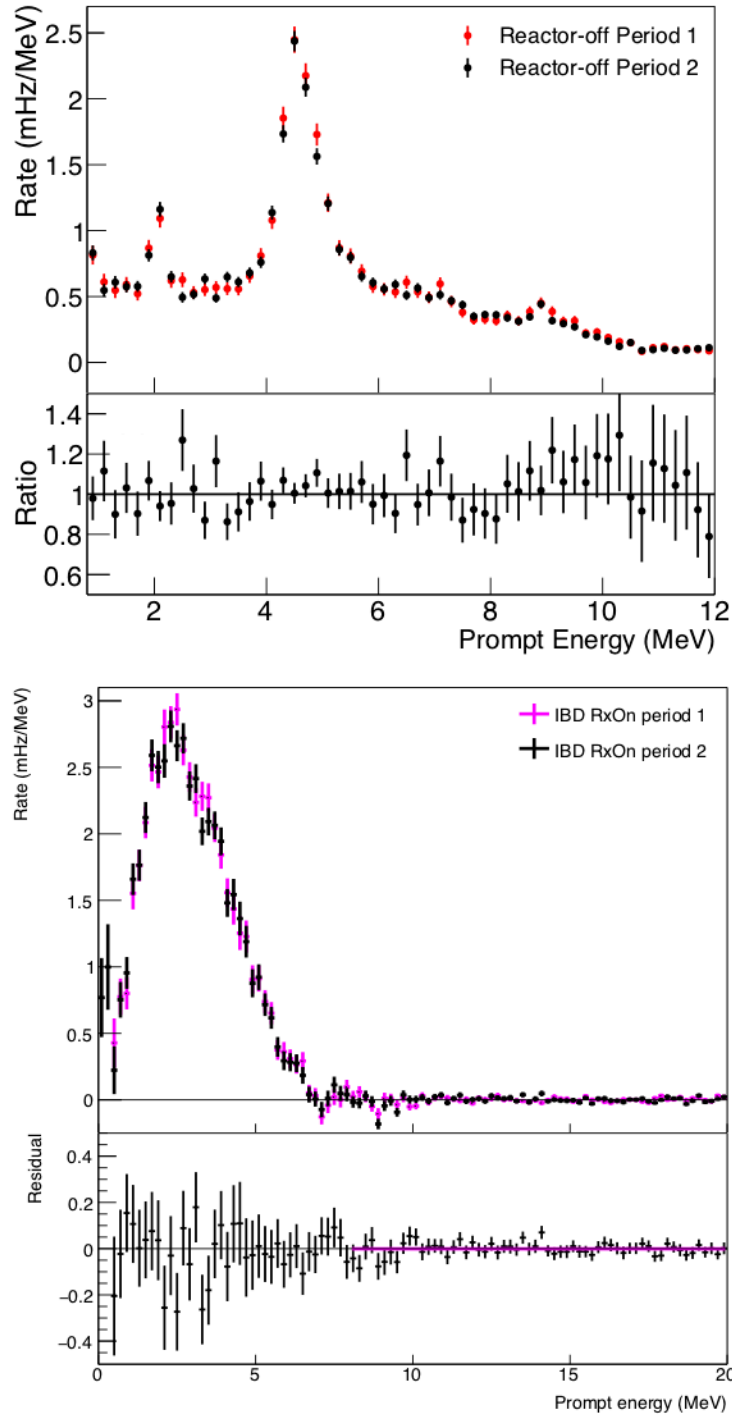 Rate (mHz/MeV)
2.5
2
1.5
1
0.5
0
Reactor-off Period 1
Reactor-off Period 2
Ratio
1.4
1.2
1
0.8
0.6
2 4 6 8 10 12
Prompt Energy (MeV)
Rate (mHz/MeV)
3
2.5
2
1.5
1
0.5
0
IBD RxOn period 1
IBD RxOn period 2
Residual
0.4
0.2
0
−0.2
−0.4
0 5 10 15 20
Prompt energy (MeV)